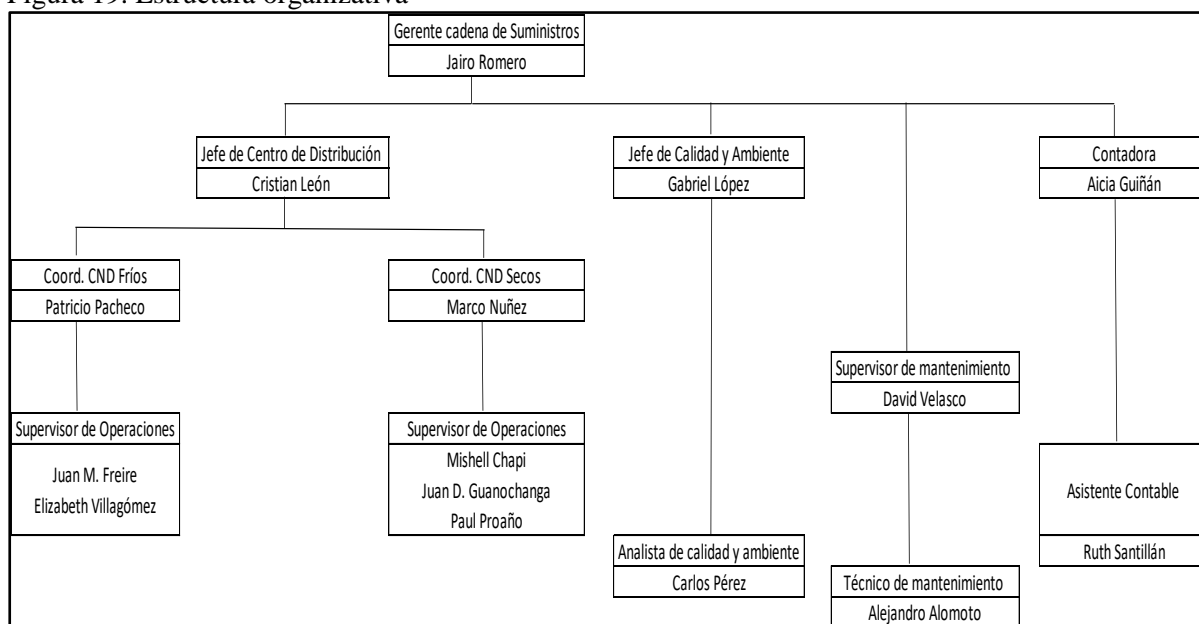 Figura 19. Estructura organizativa
Gerente cadena de Suministros
Jairo Romero
Jefe de Centro de Distribución
Cristian León
Jefe de Calidad y Ambiente
Gabriel López
Contadora
Aicia Guiñán
Coord. CND Fríos
Patricio Pacheco
Coord. CND Secos
Marco Nuñez
Supervisor de mantenimiento
David Velasco
Supervisor de Operaciones
Juan M. Freire
Elizabeth Villagómez
Supervisor de Operaciones
Mishell Chapi
Juan D. Guanochanga
Paul Proaño
Asistente Contable
Ruth Santillán
Analista de calidad y ambiente
Carlos Pérez
Técnico de mantenimiento
Alejandro Alomoto